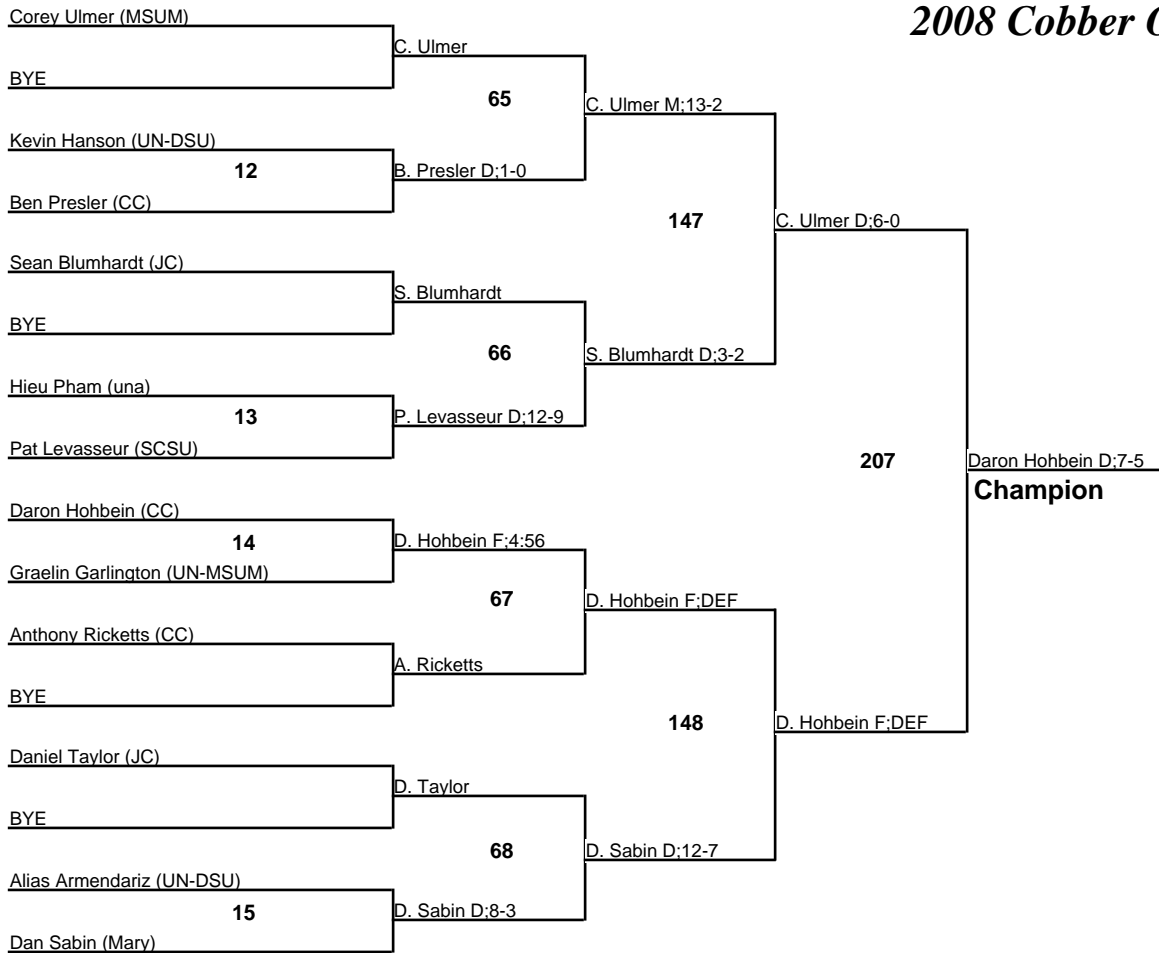 2008 Cobber
Corey Ulmer (MSUM)
C. Ulmer
BYE
65
C. Ulmer M;13-2
Kevin Hanson (UN-DSU)
12
B. Presler D;1-0
Ben Presler (CC)
147
C. Ulmer D;6-0
Sean Blumhardt (JC)
S. Blumhardt
BYE
66
S. Blumhardt D;3-2
Hieu Pham (una)
13
P. Levasseur D;12-9
Pat Levasseur (SCSU)
207
Daron Hohbein D;7-5
Champion
Daron Hohbein (CC)
14
D. Hohbein F;4:56
Graelin Garlington (UN-MSUM)
67
D. Hohbein F;DEF
Anthony Ricketts (CC)
A. Ricketts
BYE
148
D. Hohbein F;DEF
Daniel Taylor (JC)
D. Taylor
BYE
68
D. Sabin D;12-7
Alias Armendariz (UN-DSU)
15
D. Sabin D;8-3
Dan Sabin (Mary)